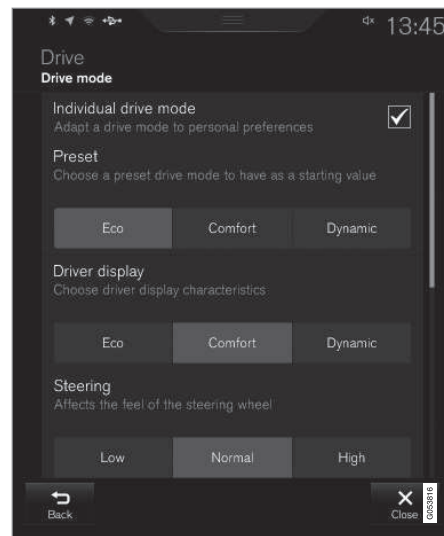 13:45
Drive
Drive mode
Individual drive mode
Adapt a drive mode to personal preferences
Preset
Choose a preset drive mode to have as a starting value
Eco Comfort Dynamic
Driver display
Choose driver display characteristics
Eco Comfort Dynamic
Steering
Affects the feel of the steering wheel
Low Normal High
Back
Close
G053816